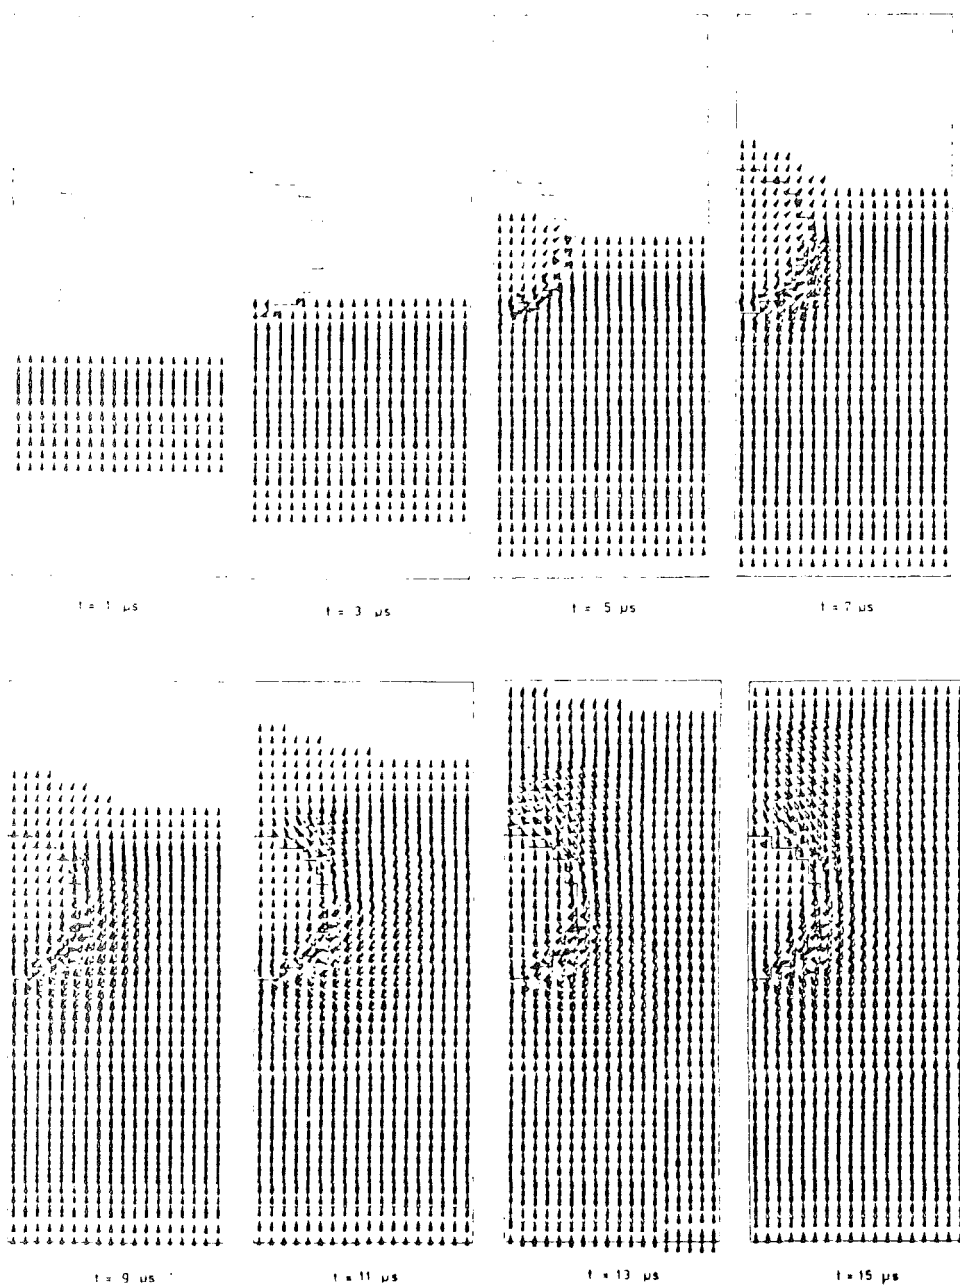 t = 1 μs
t = 3 μs
t = 5 μs
t = 7 μs
t = 9 μs
t = 11 μs
t = 13 μs
t = 15 μs